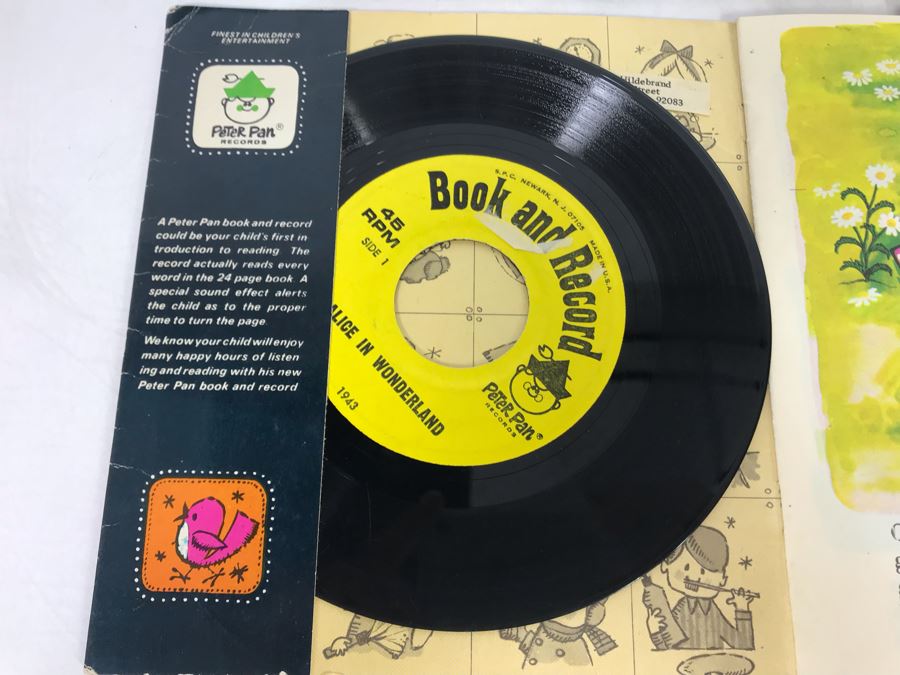 FINEST IN CHILDREN'S
ENTERTAINMENT
PETER PAN®
RECORDS
A Peter Pan book and record
could be your child's first in
troduction to reading. The
record actually reads every
word in the 24 page book. A
special sound effect alerts
the child as to the proper
time to turn the page.
We know your child will enjoy
many happy hours of listen
ing and reading with his new
Peter Pan book and record
Book and Record
S.P.C. NEWARK, N. J. 07105 MADE IN U.S.A.
45
RPM
SIDE 1
ALICE IN WONDERLAND
1943
PETER PAN®
RECORDS
Hildebrand
Street
92083